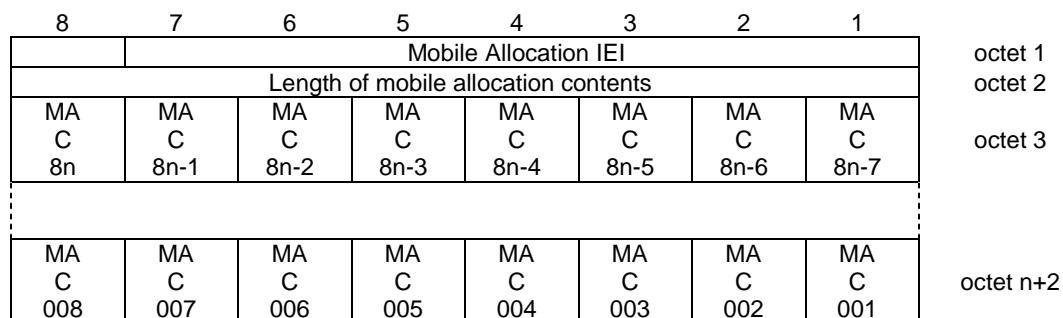 8 7 6 5 4 3 2 1
Mobile Allocation IEI octet 1
Length of mobile allocation contents octet 2
MA MA MA MA MA MA MA MA
C C C C C C C C octet 3
8n 8n-1 8n-2 8n-3 8n-4 8n-5 8n-6 8n-7
MA MA MA MA MA MA MA MA
C C C C C C C C octet n+2
008 007 006 005 004 003 002 001